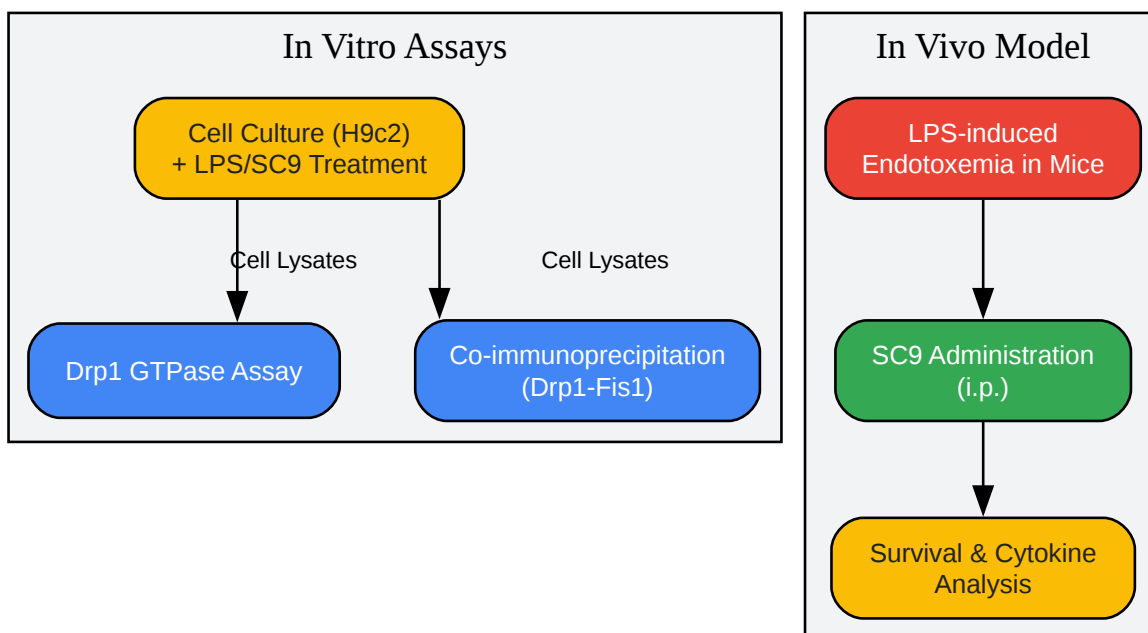 In Vitro Assays
Cell Culture (H9c2)
+ LPS/SC9 Treatment
Cell Lysates
Cell Lysates
Drp1 GTPase Assay
Co-immunoprecipitation
(Drp1-Fis1)
In Vivo Model
LPS-induced
Endotoxemia in Mice
SC9 Administration
(i.p.)
Survival & Cytokine
Analysis